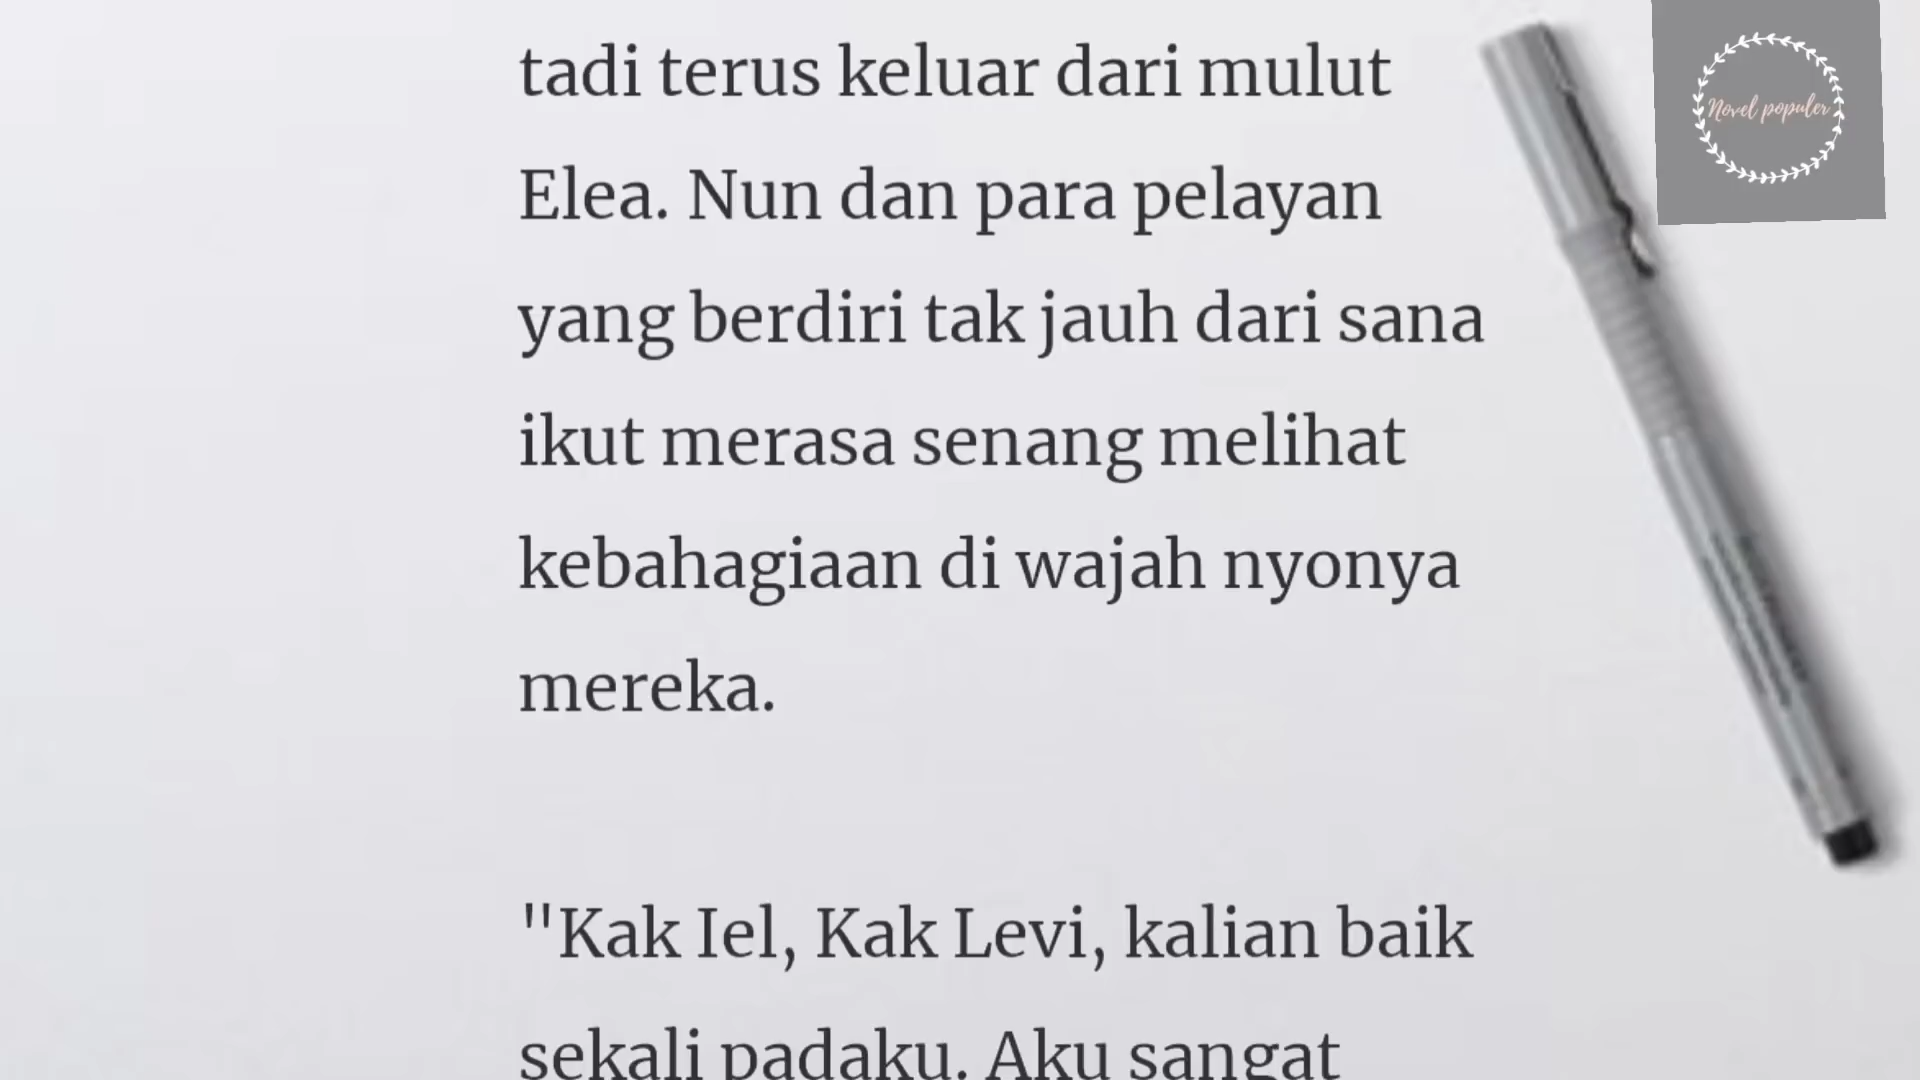 tadi terus keluar dari mulut
Elea. Nun dan para pelayan
yang berdiri tak jauh dari sana
ikut merasa senang melihat
kebahagiaan di wajah nyonya
mereka.
"Kak Iel, Kak Levi, kalian baik
sekali padaku. Aku sangat
Novel populer